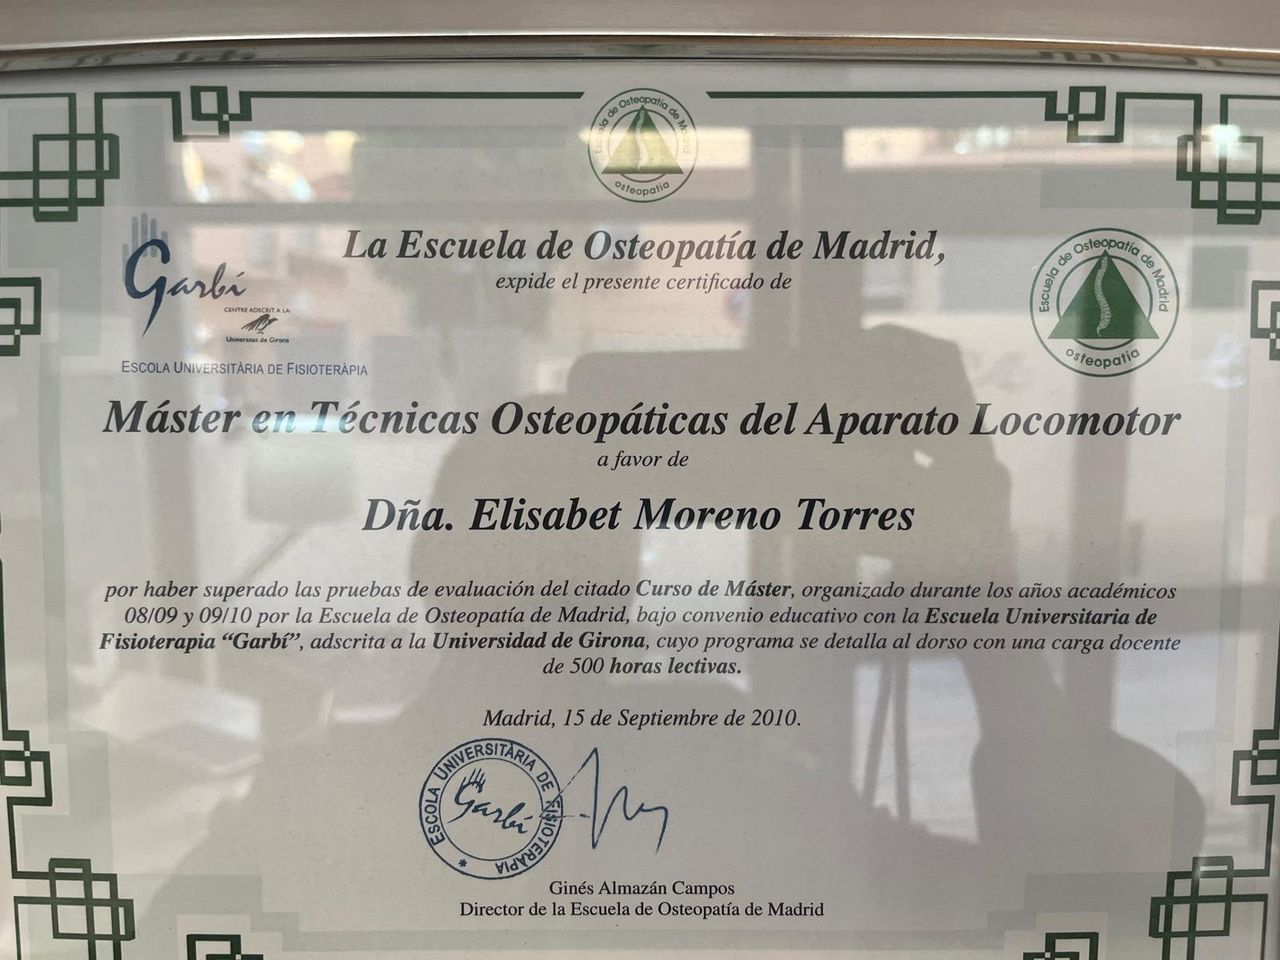 Escuela de Osteopatía de Madrid
osteopatía
Garbí
CENTRE ADSCRIT A LA:
Universitat de Girona
ESCOLA UNIVERSITÀRIA DE FISIOTERÀPIA
La Escuela de Osteopatía de Madrid,
expide el presente certificado de
Escuela de Osteopatía de Madrid
osteopatía
Máster en Técnicas Osteopáticas del Aparato Locomotor
a favor de
Dña. Elisabet Moreno Torres
por haber superado las pruebas de evaluación del citado Curso de Máster, organizado durante los años académicos
08/09 y 09/10 por la Escuela de Osteopatía de Madrid, bajo convenio educativo con la Escuela Universitaria de
Fisioterapia “Garbí”, adscrita a la Universidad de Girona, cuyo programa se detalla al dorso con una carga docente
de 500 horas lectivas.
Madrid, 15 de Septiembre de 2010.
ESCOLA UNIVERSITÀRIA DE FISIOTERÀPIA *
Garbí
Ginés Almazán Campos
Director de la Escuela de Osteopatía de Madrid